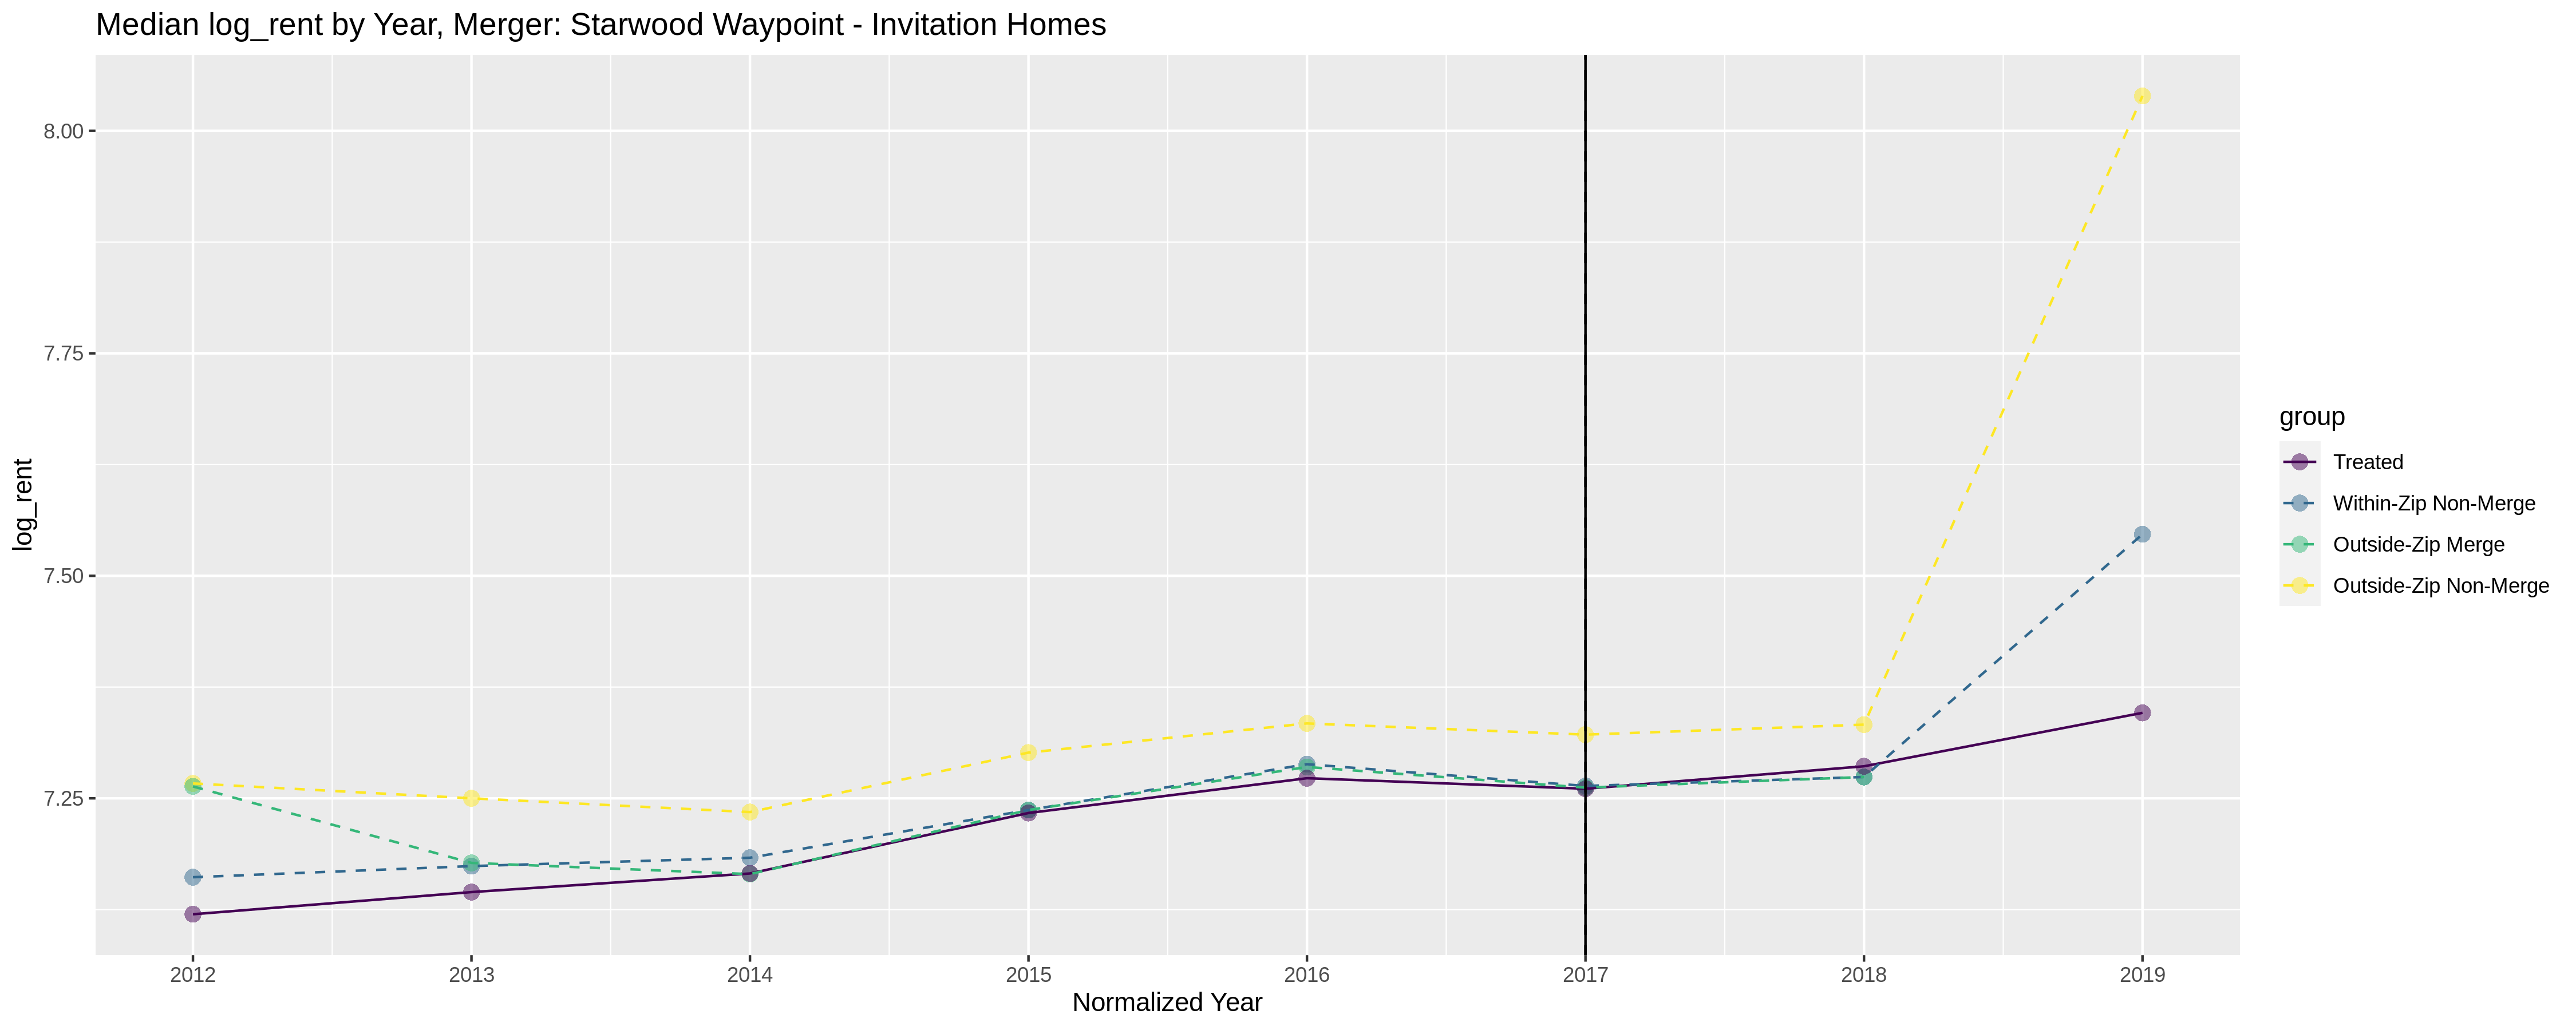 Median log_rent by Year, Merger: Starwood Waypoint - Invitation Homes
8.00
7.75
7.50
7.25
log_rent
2012 2013 2014 2015 2016 2017 2018 2019
Normalized Year
group
Treated
Within-Zip Non-Merge
Outside-Zip Merge
Outside-Zip Non-Merge